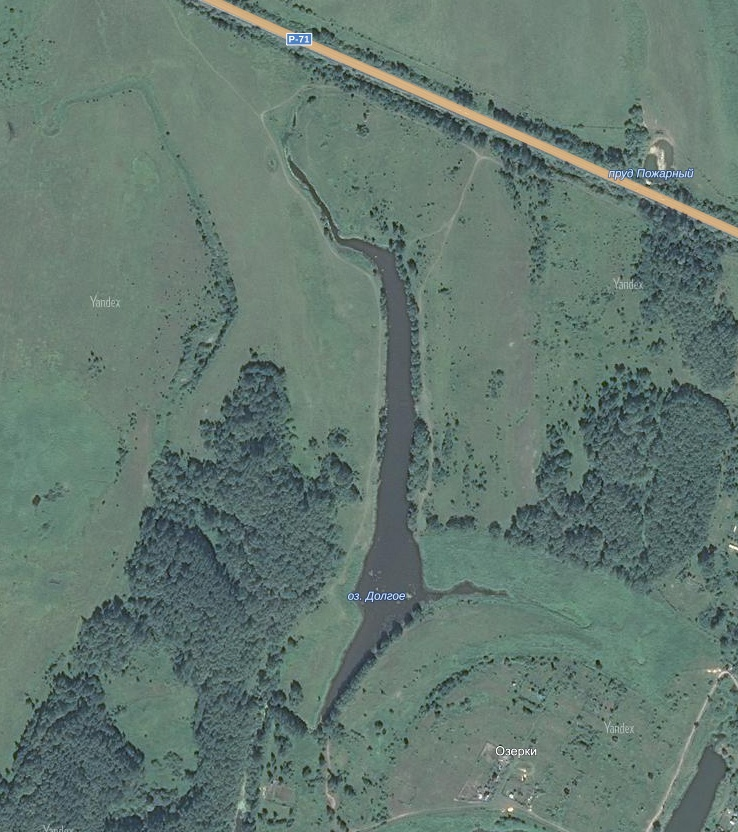 Р-71
пруд Пожарный
Yandex
Yandex
оз. Долгое
Yandex
Озерки
Yandex